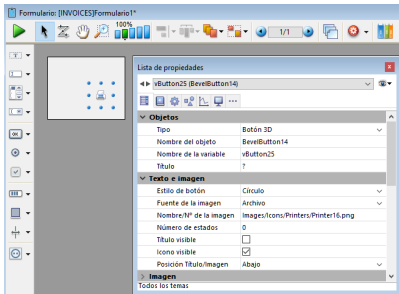 Formulario: [INVOICES]Formulario1*
100%
1/1
Lista de propiedades
vButton25 (BevelButton14)
Objetos
Tipo Botón 3D
Nombre del objeto BevelButton14
Nombre de la variable vButton25
Título ?
Texto e imagen
Estilo de botón Círculo
Fuente de la imagen Archivo
Nombre/Nº de la imagen Images/Icons/Printers/Printer16.png
Número de estados 0
Título visible
Icono visible
Posición Título/Imagen Abajo
Imagen
Todos los temas